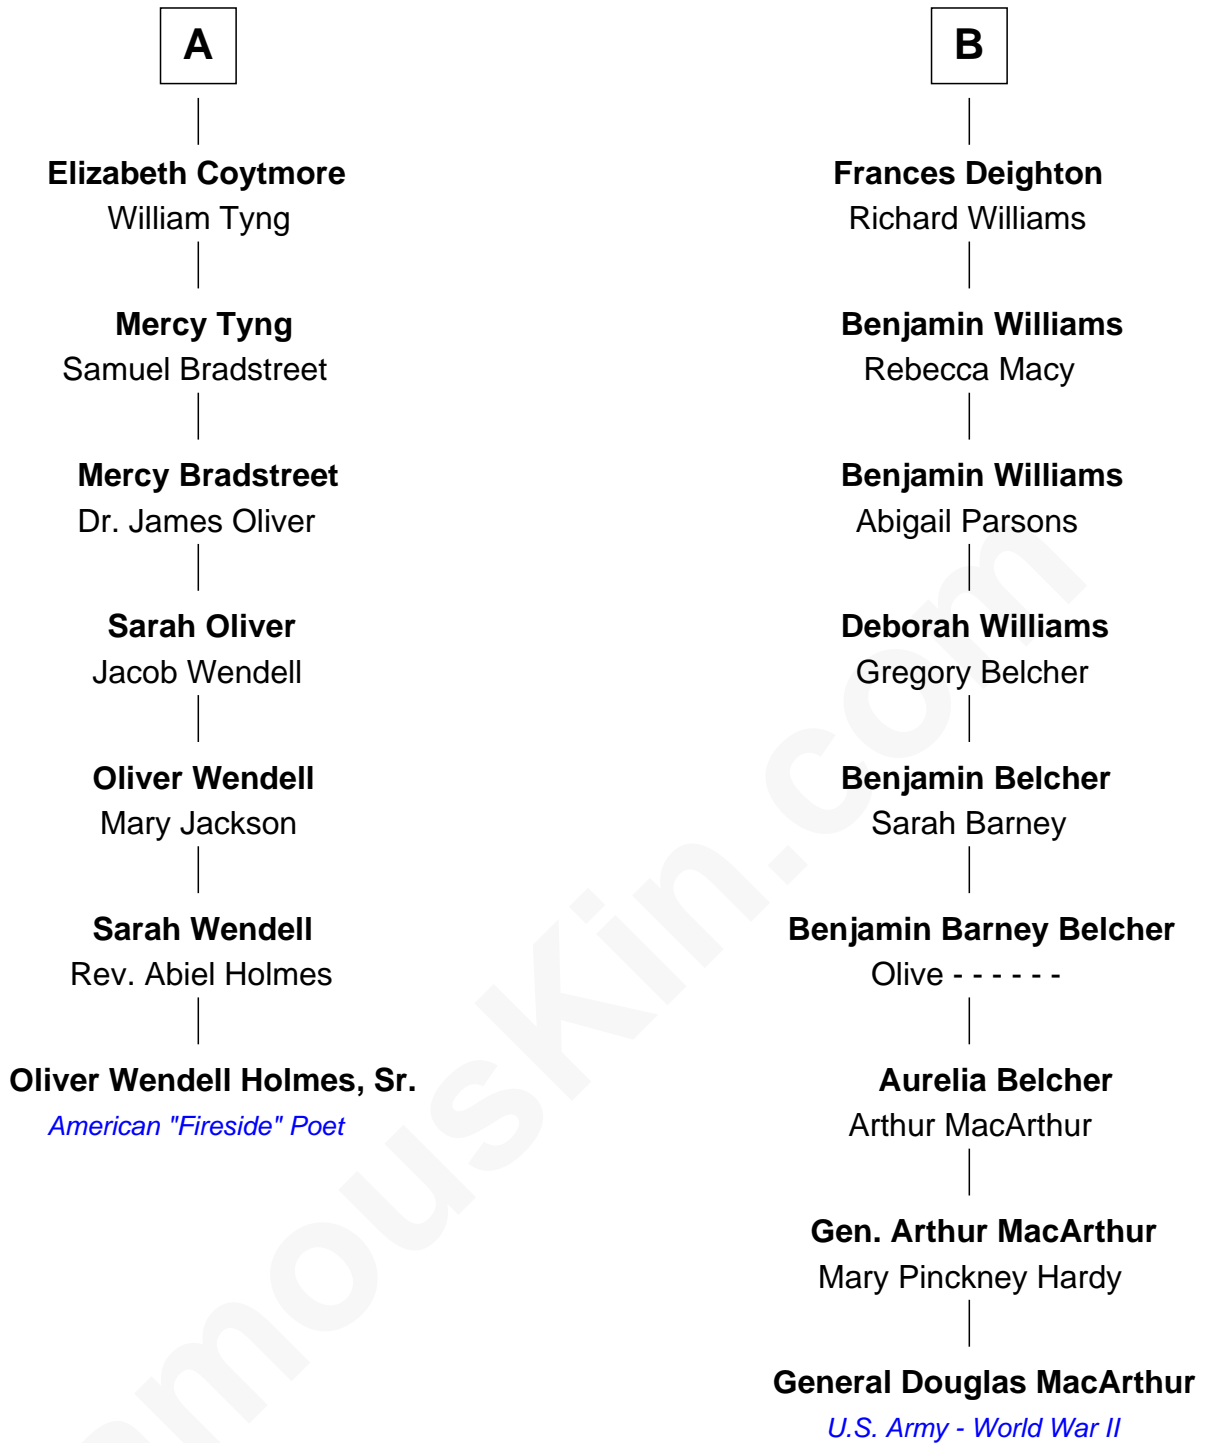 A
Elizabeth Coytmore
William Tyng
Mercy Tyng
Samuel Bradstreet
Mercy Bradstreet
Dr. James Oliver
Sarah Oliver
Jacob Wendell
Oliver Wendell
Mary Jackson
Sarah Wendell
Rev. Abiel Holmes
Oliver Wendell Holmes, Sr.
American "Fireside" Poet
B
Frances Deighton
Richard Williams
Benjamin Williams
Rebecca Macy
Benjamin Williams
Abigail Parsons
Deborah Williams
Gregory Belcher
Benjamin Belcher
Sarah Barney
Benjamin Barney Belcher
Olive - - - - - -
Aurelia Belcher
Arthur MacArthur
Gen. Arthur MacArthur
Mary Pinckney Hardy
General Douglas MacArthur
U.S. Army - World War II
amouskin.com